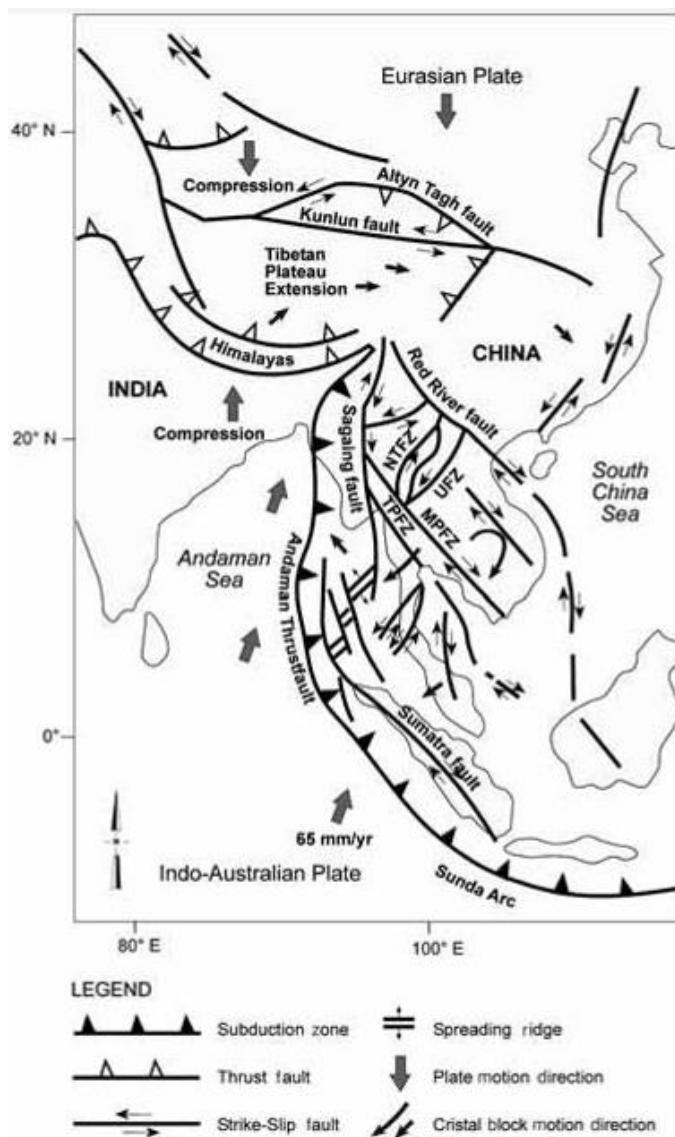 Eurasian Plate
40° N
Compression
Altyn Tagh fault
Kunlun fault
Tibetan
Plateau
Extension
Himalayas
CHINA
INDIA
Red River fault
Compression
20° N
Sagaing fault
NTFZ
UFZ
South
China
Sea
TPFZ
MPFZ
Andaman
Sea
Andaman Thrustfault
0°
Sumatra fault
65 mm/yr
Indo-Australian Plate
Sunda Arc
80° E
100° E
LEGEND
Subduction zone
Spreading ridge
Thrust fault
Plate motion direction
Strike-Slip fault
Cristal block motion direction